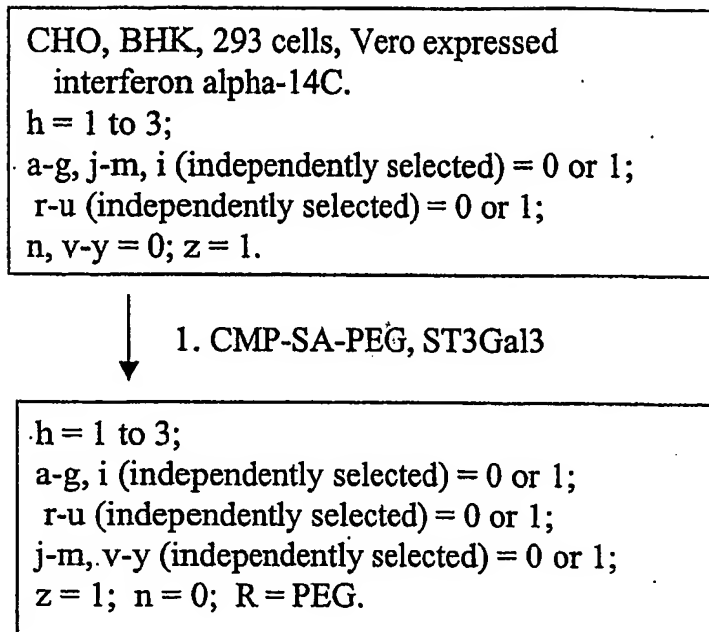 CHO, BHK, 293 cells, Vero expressed
interferon alpha-14C.
h = 1 to 3;
a-g, j-m, i (independently selected) = 0 or 1;
r-u (independently selected) = 0 or 1;
n, v-y = 0; z = 1.
1. CMP-SA-PEG, ST3Gal3
h = 1 to 3;
a-g, i (independently selected) = 0 or 1;
r-u (independently selected) = 0 or 1;
j-m, v-y (independently selected) = 0 or 1;
z = 1; n = 0; R = PEG.